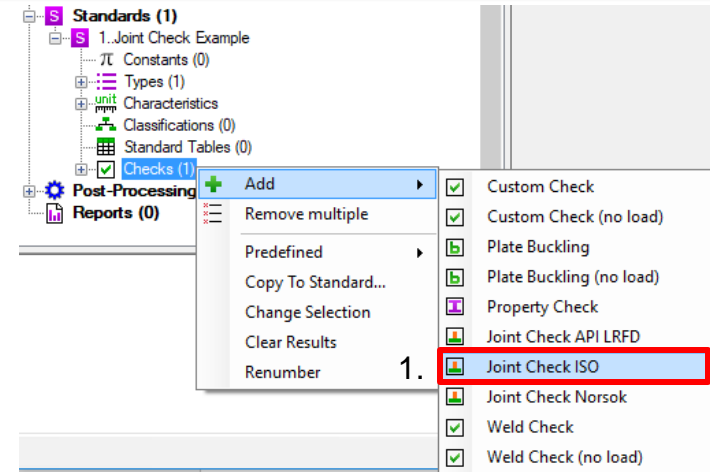 S Standards (1)
S 1..Joint Check Example
π Constants (0)
Types (1)
unit Characteristics
Classifications (0)
Standard Tables (0)
Checks (1)
Post-Processing
Reports (0)
Add
Remove multiple
Predefined
Copy To Standard...
Change Selection
Clear Results
Renumber
1.
Custom Check
Custom Check (no load)
b Plate Buckling
b Plate Buckling (no load)
Property Check
Joint Check API LRFD
Joint Check ISO
Joint Check Norsok
Weld Check
Weld Check (no load)